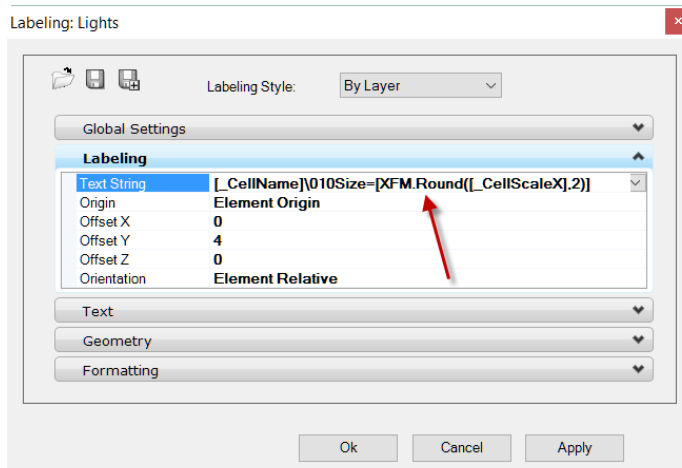 Labeling: Lights
Labeling Style: By Layer
Global Settings
Labeling
Text String [_CellName]\010Size=[XFM.Round([_CellScaleX],2)]
Origin Element Origin
Offset X 0
Offset Y 4
Offset Z 0
Orientation Element Relative
Text
Geometry
Formatting
Ok Cancel Apply